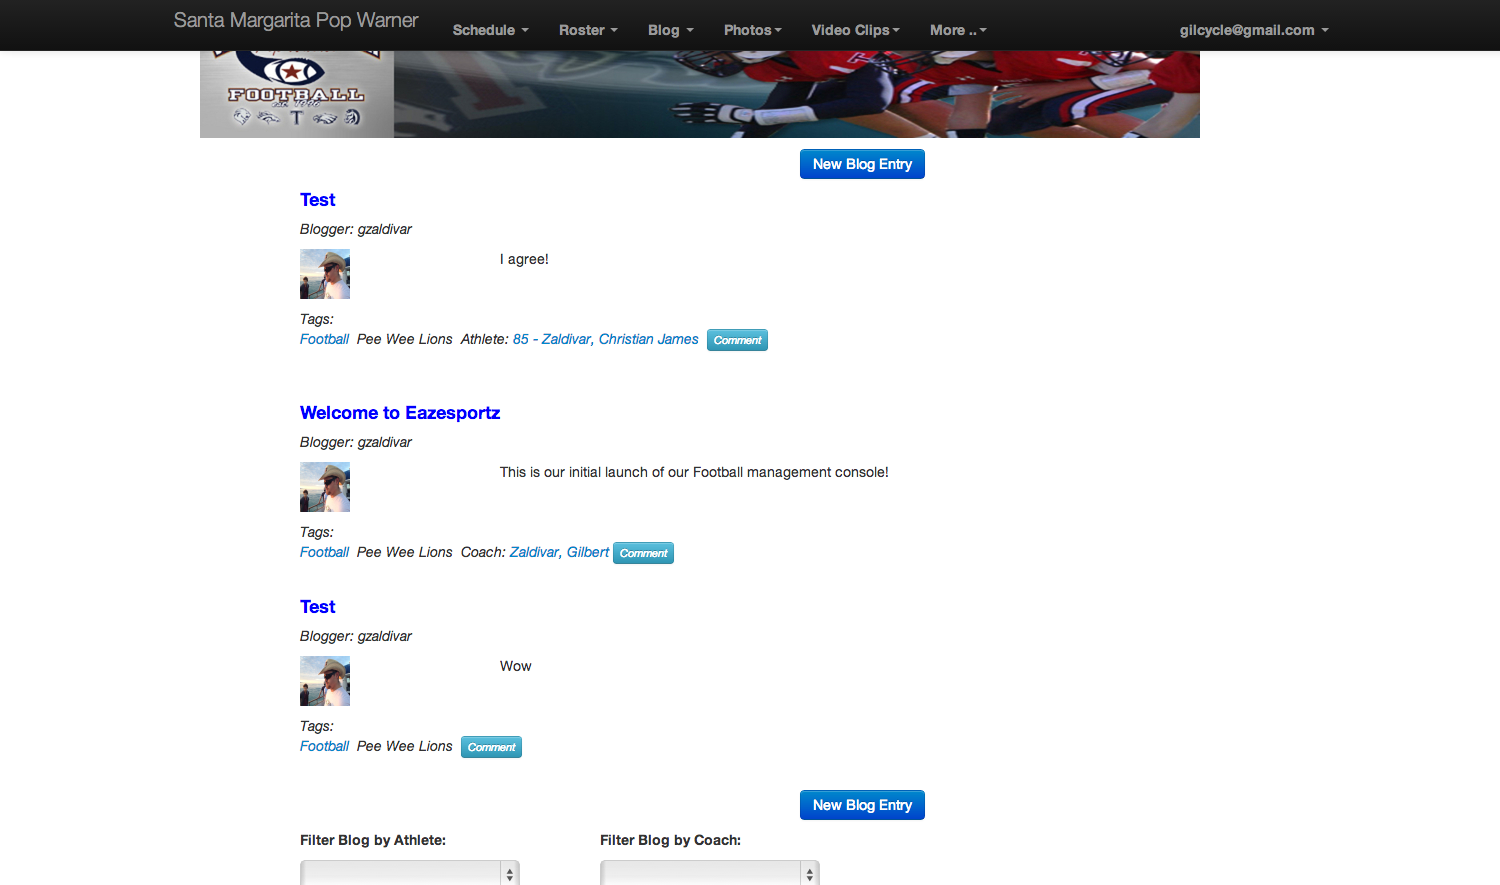 Santa Margarita Pop Warner
Schedule
Roster
Blog
Photos
Video Clips
More ..
gilcycle@gmail.com
FOOTBALL
est. 1996
New Blog Entry
Test
Blogger: gzaldivar
I agree!
Tags:
Football Pee Wee Lions Athlete: 85 - Zaldivar, Christian James Comment
Welcome to Eazesportz
Blogger: gzaldivar
This is our initial launch of our Football management console!
Tags:
Football Pee Wee Lions Coach: Zaldivar, Gilbert Comment
Test
Blogger: gzaldivar
Wow
Tags:
Football Pee Wee Lions Comment
New Blog Entry
Filter Blog by Athlete:
Filter Blog by Coach: